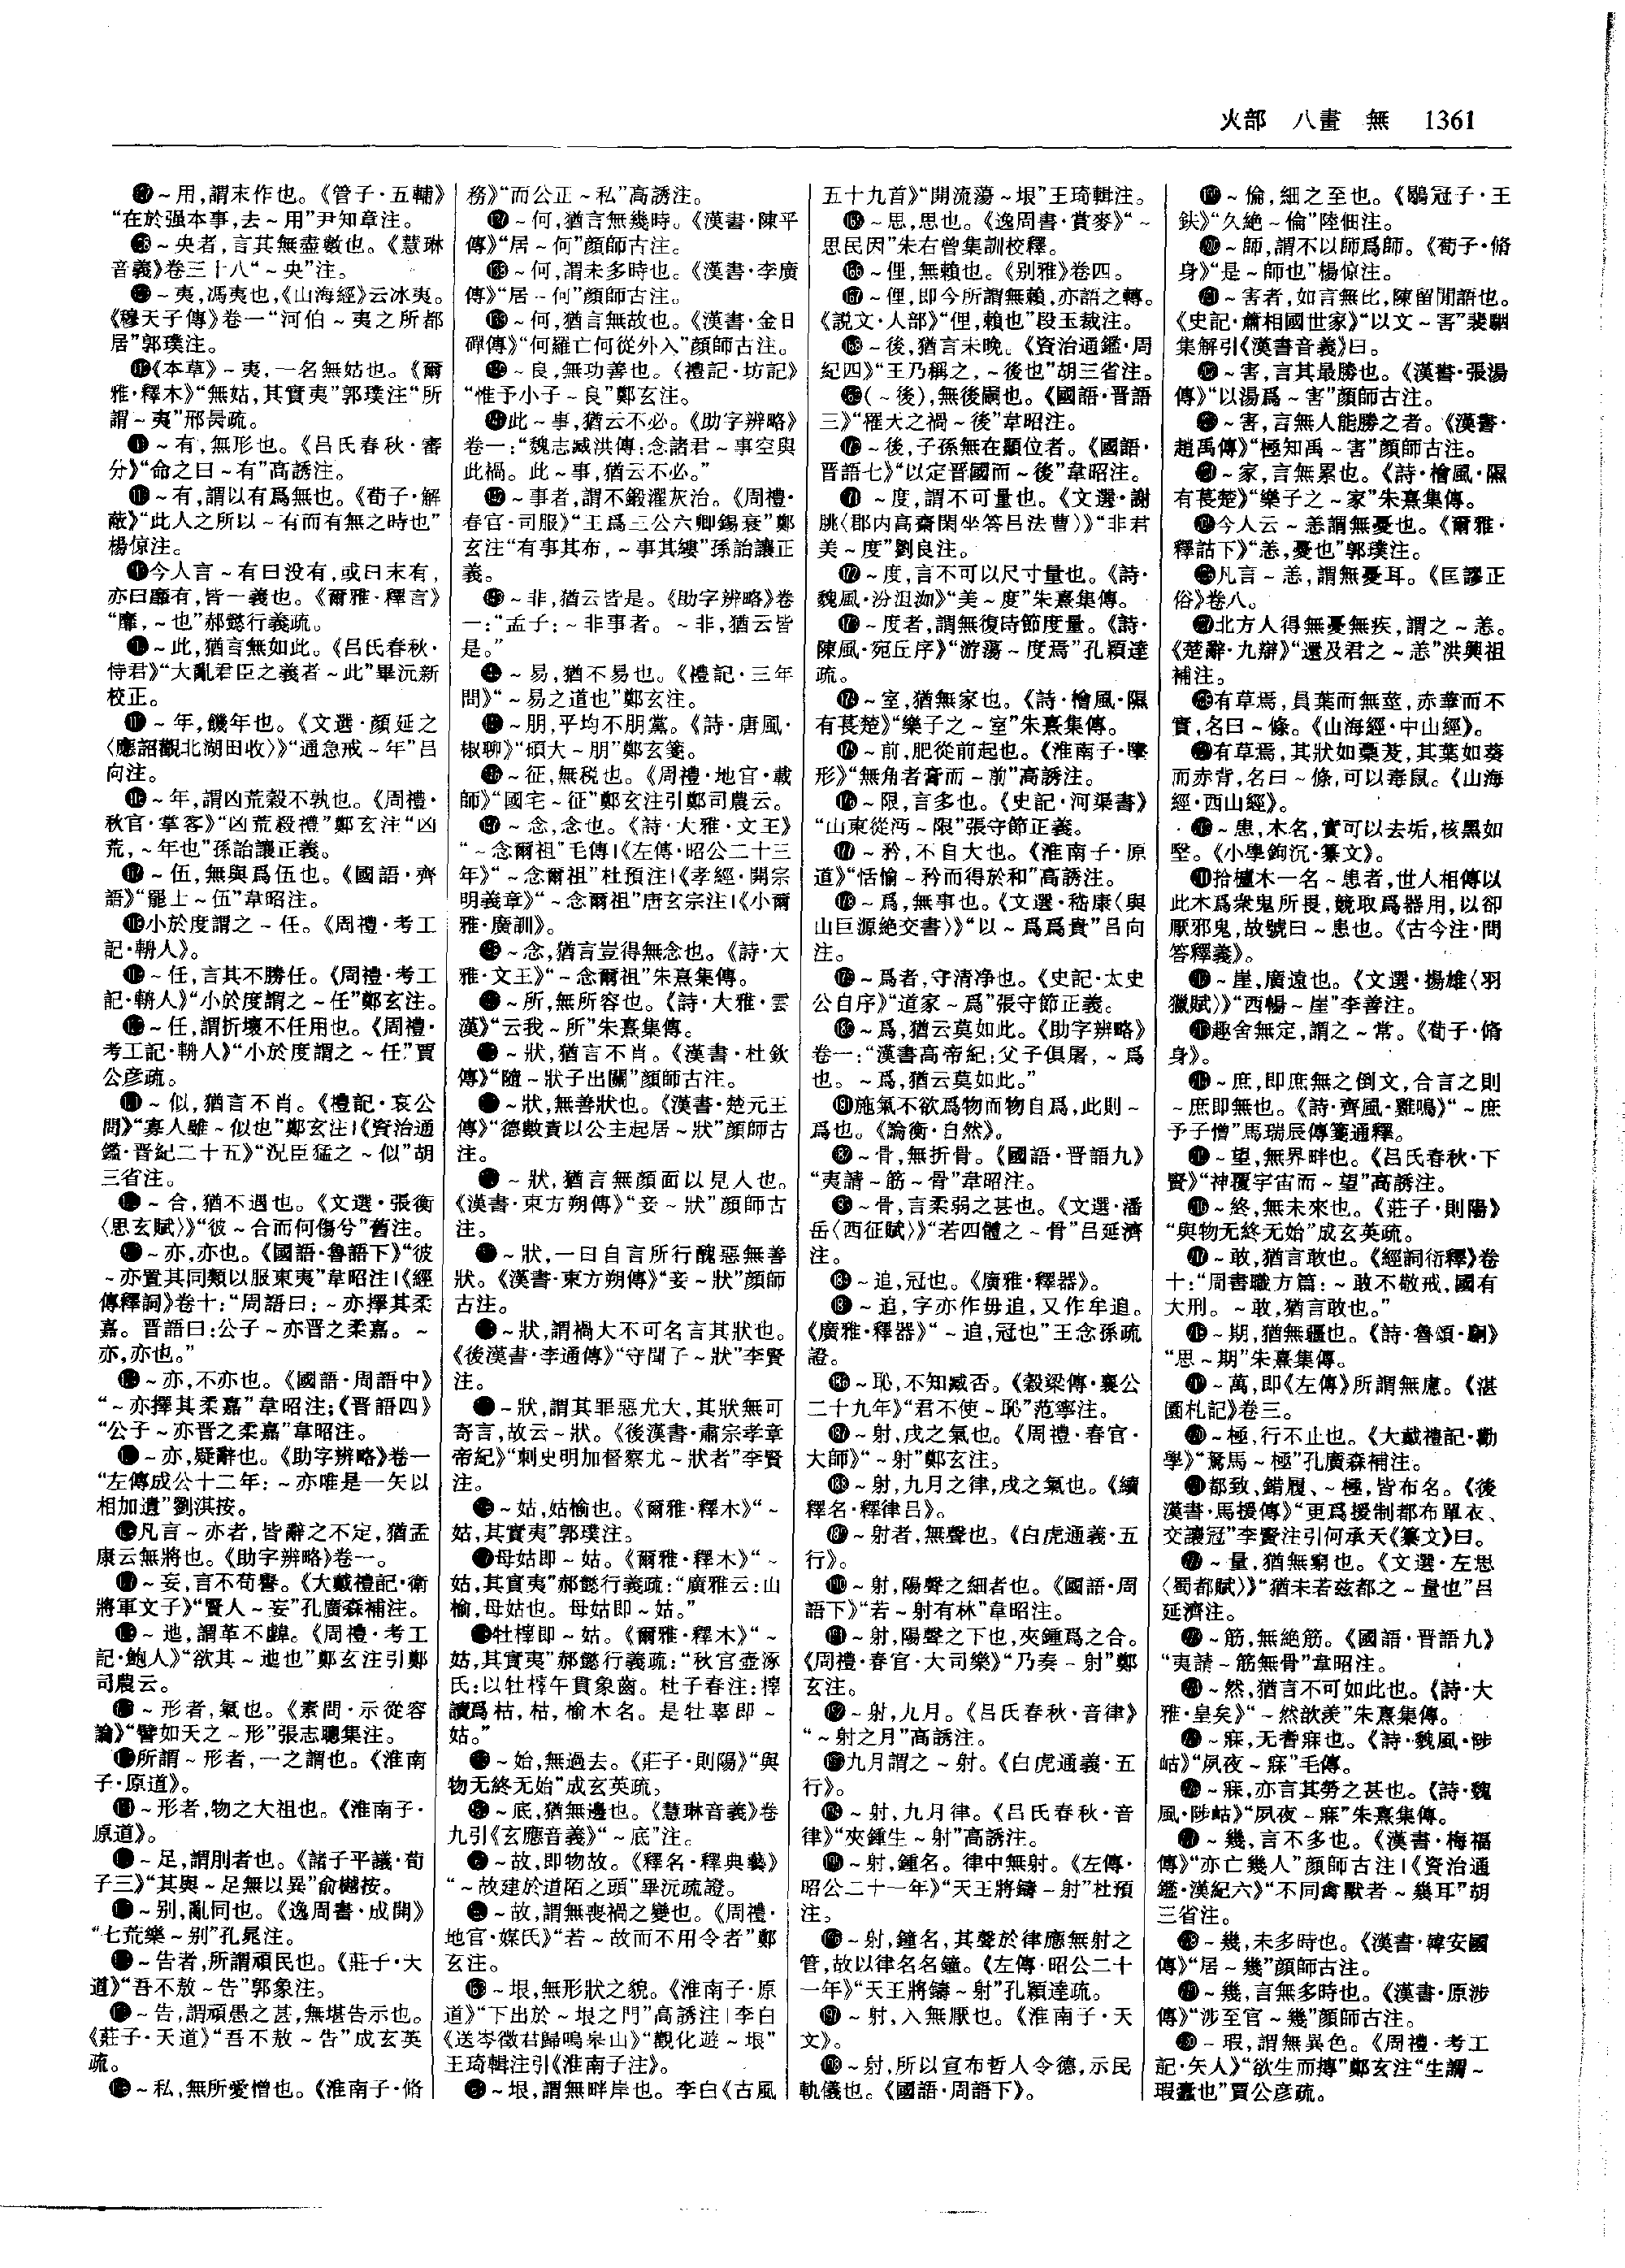 火部 八畫 無 1361
～用,謂末作也。《管子·五輔》
“在於强本事,去～用”尹知章注。
～央者,言其無盡數也。《慧琳
音義》卷三十八“～央”注。
～夷,馮夷也,《山海經》云冰夷。
《穆天子傳》卷一“河伯～夷之所都
居”郭璞注。
《本草》～夷,一名無姑也。《爾
雅·釋木》“無姑,其實夷”郭璞注“所
謂～夷”邢昺疏。
～有,無形也。《吕氏春秋·審
分》“命之曰～有”高誘注。
～有,謂以有爲無也。《荀子·解
蔽》“此人之所以～有而有無之時也”
楊倞注。
今人言～有曰没有,或曰末有,
亦曰靡有,皆一義也。《爾雅·釋言》
“靡,～也”郝懿行義疏。
～此,猶言無如此。《吕氏春秋·
恃君》“大亂君臣之義者～此”畢沅新
校正。
～年,饑年也。《文選·顔延之
〈應詔觀北湖田收〉》“通急戒～年”吕
向注。
～年,謂凶荒穀不孰也。《周禮·
秋官·掌客》“凶荒殺禮”鄭玄注“凶
荒,～年也”孫詒讓正義。
～伍,無與爲伍也。《國語·齊
語》“罷士～伍”韋昭注。
小於度謂之～任。《周禮·考工
記·輈人》。
～任,言其不勝任。《周禮·考工
記·輈人》“小於度謂之～任”鄭玄注。
～任,謂折壞不任用也。《周禮·
考工記·輈人》“小於度謂之～任”賈
公彦疏。
～似,猶言不肖。《禮記·哀公
問》“寡人雖～似也”鄭玄注|《資治通
鑑·晋紀二十五》“况臣猛之～似”胡
三省注。
～合,猶不遇也。《文選·張衡
〈思玄賦〉》“彼～合而何傷兮”舊注。
～亦,亦也。《國語·魯語下》“彼
～亦置其同類以服東夷”韋昭注|《經
傳釋詞》卷十:“周語曰:～亦擇其柔
嘉。晋語曰:公子～亦晋之柔嘉。～
亦,亦也。”
～亦,不亦也。《國語·周語中》
“～亦擇其柔嘉”韋昭注;《晋語四》
“公子～亦晋之柔嘉”韋昭注。
～亦,疑辭也。《助字辨略》卷一
“左傳成公十二年:～亦唯是一矢以
相加遺”劉淇按。
凡言～亦者,皆辭之不定,猶孟
康云無將也。《助字辨略》卷一。
～妄,言不苟譽。《大戴禮記·衛
將軍文子》“賢人～妄”孔廣森補注。
～迆,謂革不齇。《周禮·考工
記·鮑人》“欲其～迆也”鄭玄注引鄭
司農云。
～形者,氣也。《素問·示從容
論》“譬如天之～形”張志聰集注。
所謂～形者,一之謂也。《淮南
子·原道》。
～形者,物之大祖也。《淮南子·
原道》。
～足,謂刖者也。《諸子平議·荀
子三》“其與～足無以異”俞樾按。
～别,亂同也。《逸周書·成開》
“七荒樂～别”孔晁注。
～告者,所謂頑民也。《莊子·天
道》“吾不敖～告”郭象注。
～告,謂頑愚之甚,無堪告示也。
《莊子·天道》“吾不敖～告”成玄英
疏。
～私,無所愛憎也。《淮南子·脩
務》“而公正～私”高誘注。
～何,猶言無幾時。《漢書·陳平
傳》“居～何”顔師古注。
～何,謂未多時也。《漢書·李廣
傳》“居～何”顔師古注。
～何,猶言無故也。《漢書·金日
磾傳》“何羅亡何從外入”顔師古注。
～良,無功善也。《禮記·坊記》
“惟予小子～良”鄭玄注。
此～事,猶云不必。《助字辨略》
卷一:“魏志臧洪傳:念諸君～事空與
此禍。此～事,猶云不必。”
～事者,謂不鍛濯灰治。《周禮·
春官·司服》“王爲三公六卿錫衰”鄭
玄注“有事其布,～事其縷”孫詒讓正
義。
～非,猶云皆是。《助字辨略》卷
一:“孟子:～非事者。～非,猶云皆
是。”
～易,猶不易也。《禮記·三年
問》“～易之道也”鄭玄注。
～朋,平均不朋黨。《詩·唐風·
椒聊》“碩大～朋”鄭玄箋。
～征,無税也。《周禮·地官·載
師》“國宅～征”鄭玄注引鄭司農云。
～念,念也。《詩·大雅·文王》
“～念爾祖”毛傳|《左傳·昭公二十三
年》“～念爾祖”杜預注|《孝經·開宗
明義章》“～念爾祖”唐玄宗注|《小爾
雅·廣訓》。
～念,猶言豈得無念也。《詩·大
雅·文王》“～念爾祖”朱熹集傳。
～所,無所容也。《詩·大雅·雲
漢》“云我～所”朱熹集傳。
～狀,猶言不肖。《漢書·杜欽
傳》“隨～狀子出關”顔師古注。
～狀,無善狀也。《漢書·楚元王
傳》“德數責以公主起居～狀”顔師古
注。
～狀,猶言無顔面以見人也。
《漢書·東方朔傳》“妾～狀”顔師古
注。
～狀,一曰自言所行醜惡無善
狀。《漢書·東方朔傳》“妾～狀”顔師
古注。
～狀,謂禍大不可名言其狀也。
《後漢書·李通傳》“守聞子～狀”李賢
注。
～狀,謂其罪惡尤大,其狀無可
寄言,故云～狀。《後漢書·肅宗孝章
帝紀》“刺史明加督察尤～狀者”李賢
注。
～姑,姑榆也。《爾雅·釋木》“～
姑,其實夷”郭璞注。
母姑即～姑。《爾雅·釋木》“～
姑,其實夷”郝懿行義疏:“廣雅云:山
榆,母姑也。母姑即～姑。”
牡橭即～姑。《爾雅·釋木》“～
姑,其實夷”郝懿行義疏:“秋官壺涿
氏:以牡橭午貫象齒。杜子春注:橭
讀爲枯,枯,榆木名。是牡辜即～
姑。”
～始,無過去。《莊子·則陽》“與
物无終无始”成玄英疏。
～底,猶無邊也。《慧琳音義》卷
九引《玄應音義》“～底”注。
～故,即物故。《釋名·釋典藝》
“～故建於道陌之頭”畢沅疏證。
～故,謂無喪禍之變也。《周禮·
地官·媒氏》“若～故而不用令者”鄭
玄注。
～垠,無形狀之貌。《淮南子·原
道》“下出於～垠之門”高誘注|李白
《送岑徵君歸鳴皋山》“觀化遊～垠”
王琦輯注引《淮南子注》。
～垠,謂無畔岸也。李白《古風
五十九首》“開流蕩～垠”王琦輯注。
～思,思也。《逸周書·賞麥》“～
思民因”朱右曾集訓校釋。
～俚,無賴也。《别雅》卷四。
～俚,即今所謂無賴,亦語之轉。
《説文·人部》“俚,賴也”段玉裁注。
～後,猶言未晚。《資治通鑑·周
紀四》“王乃稱之,～後也”胡三省注。
(～後),無後嗣也。《國語·晋語
三》“罹大之禍～後”韋昭注。
～後,子孫無在顯位者。《國語·
晋語七》“以定晋國而～後”韋昭注。
～度,謂不可量也。《文選·謝
朓〈郡内高齋閑坐答吕法曹〉》“非君
美～度”劉良注。
～度,言不可以尺寸量也。《詩·
魏風·汾沮洳》“美～度”朱熹集傳。
～度者,謂無復時節度量。《詩·
陳風·宛丘序》“游蕩～度焉”孔穎達
疏。
～室,猶無家也。《詩·檜風·隰
有萇楚》“樂子之～室”朱熹集傳。
～前,肥從前起也。《淮南子·墬
形》“無角者膏而～前”高誘注。
～限,言多也。《史記·河渠書》
“山東從沔～限”張守節正義。
～矜,不自大也。《淮南子·原
道》“恬愉～矜而得於和”高誘注。
～爲,無事也。《文選·嵇康〈與
山巨源絶交書〉》“以～爲爲貴”吕向
注。
～爲者,守清净也。《史記·太史
公自序》“道家～爲”張守節正義。
～爲,猶云莫如此。《助字辨略》
卷一:“漢書高帝紀:父子俱屠,～爲
也。～爲,猶云莫如此。”
施氣不欲爲物而物自爲,此則～
爲也。《論衡·自然》。
～骨,無折骨。《國語·晋語九》
“夷請～筋～骨”韋昭注。
～骨,言柔弱之甚也。《文選·潘
岳〈西征賦〉》“若四體之～骨”吕延濟
注。
～追,冠也。《廣雅·釋器》。
～追,字亦作毋追,又作牟追。
《廣雅·釋器》“～追,冠也”王念孫疏
證。
～恥,不知臧否。《穀梁傳·襄公
二十九年》“君不使～恥”范寧注。
～射,戌之氣也。《周禮·春官·
大師》“～射”鄭玄注。
～射,九月之律,戌之氣也。《續
釋名·釋律吕》。
～射者,無聲也。《白虎通義·五
行》。
～射,陽聲之細者也。《國語·周
語下》“若～射有林”韋昭注。
～射,陽聲之下也,夾鍾爲之合。
《周禮·春官·大司樂》“乃奏～射”鄭
玄注。
～射,九月。《吕氏春秋·音律》
“～射之月”高誘注。
九月謂之～射。《白虎通義·五
行》。
～射,九月律。《吕氏春秋·音
律》“夾鍾生～射”高誘注。
～射,鍾名。律中無射。《左傳·
昭公二十一年》“天王將鑄～射”杜預
注。
～射,鐘名,其聲於律應無射之
管,故以律名名鐘。《左傳·昭公二十
一年》“天王將鑄～射”孔穎達疏。
～射,入無厭也。《淮南子·天
文》。
～射,所以宣布哲人令德,示民
軌儀也。《國語·周語下》。
～倫,細之至也。《鶡冠子·王
鈇》“久絶～倫”陸佃注。
～師,謂不以師爲師。《荀子·脩
身》“是～師也”楊倞注。
～害者,如言無比,陳留閒語也。
《史記·蕭相國世家》“以文～害”裴駰
集解引《漢書音義》曰。
～害,言其最勝也。《漢書·張湯
傳》“以湯爲～害”顔師古注。
～害,言無人能勝之者。《漢書·
趙禹傳》“極知禹～害”顔師古注。
～家,言無累也。《詩·檜風·隰
有萇楚》“樂子之～家”朱熹集傳。
今人云～恙謂無憂也。《爾雅·
釋詁下》“恙,憂也”郭璞注。
凡言～恙,謂無憂耳。《匡謬正
俗》卷八。
北方人得無憂無疾,謂之～恙。
《楚辭·九辯》“還及君之～恙”洪興祖
補注。
有草焉,員葉而無莖,赤華而不
實,名曰～條。《山海經·中山經》。
有草焉,其狀如藁茇,其葉如葵
而赤背,名曰～條,可以毒鼠。《山海
經·西山經》。
～患,木名,實可以去垢,核黑如
墼。《小學鉤沉·纂文》。
拾櫨木一名～患者,世人相傳以
此木爲衆鬼所畏,競取爲器用,以卻
厭邪鬼,故號曰～患也。《古今注·問
答釋義》。
～崖,廣遠也。《文選·揚雄〈羽
獵賦〉》“西暢～崖”李善注。
趣舍無定,謂之～常。《荀子·脩
身》。
～庶,即庶無之倒文,合言之則
～庶即無也。《詩·齊風·雞鳴》“～庶
予子憎”馬瑞辰傳箋通釋。
～望,無界畔也。《吕氏春秋·下
賢》“神覆宇宙而～望”高誘注。
～終,無未來也。《莊子·則陽》
“與物无終无始”成玄英疏。
～敢,猶言敢也。《經詞衍釋》卷
十:“周書職方篇:～敢不敬戒,國有
大刑。～敢,猶言敢也。”
～期,猶無疆也。《詩·魯頌·駉》
“思～期”朱熹集傳。
～萬,即《左傳》所謂無慮。《湛
園札記》卷三。
～極,行不止也。《大戴禮記·勸
學》“駑馬～極”孔廣森補注。
都致、錯履、～極,皆布名。《後
漢書·馬援傳》“更爲援制都布單衣、
交讓冠”李賢注引何承天《纂文》曰。
～量,猶無窮也。《文選·左思
〈蜀都賦〉》“猶未若兹都之～量也”吕
延濟注。
～筋,無絶筋。《國語·晋語九》
“夷請～筋無骨”韋昭注。
～然,猶言不可如此也。《詩·大
雅·皇矣》“～然歆羨”朱熹集傳。
～寐,无耆寐也。《詩·魏風·陟
岵》“夙夜～寐”毛傳。
～寐,亦言其勞之甚也。《詩·魏
風·陟岵》“夙夜～寐”朱熹集傳。
～幾,言不多也。《漢書·梅福
傳》“亦亡幾人”顔師古注|《資治通
鑑·漢紀六》“不同禽獸者～幾耳”胡
三省注。
～幾,未多時也。《漢書·韓安國
傳》“居～幾”顔師古注。
～幾,言無多時也。《漢書·原涉
傳》“涉至官～幾”顔師古注。
～瑕,謂無異色。《周禮·考工
記·矢人》“欲生而摶”鄭玄注“生謂～
瑕蠹也”賈公彦疏。